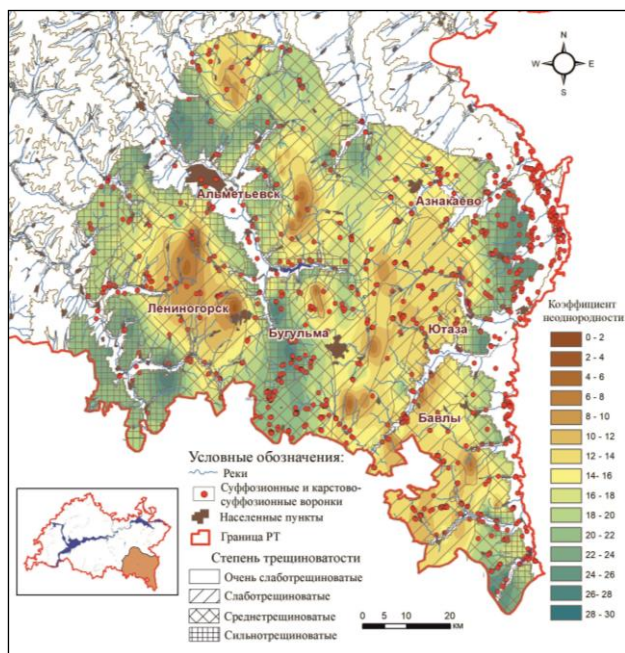 N
W E
S
Альметьевск
Азнакаево
Лениногорск
Бугульма
Ютаза
Бавлы
Коэффициент
неоднородности
0 - 2
2 - 4
4 - 6
6 - 8
8 - 10
10 - 12
12 - 14
14- 16
16 - 18
18 - 20
20 - 22
22 - 24
24 - 26
26- 28
28 - 30
Условные обозначения:
Реки
Суффозионные и карстово-
суффозионные воронки
Населенные пункты
Граница РТ
Степень трещиноватости
Очень слаботрещиноватые
Слаботрещиноватые
Среднетрещиноватые
Сильнотрещиноватые
0 10 20
км